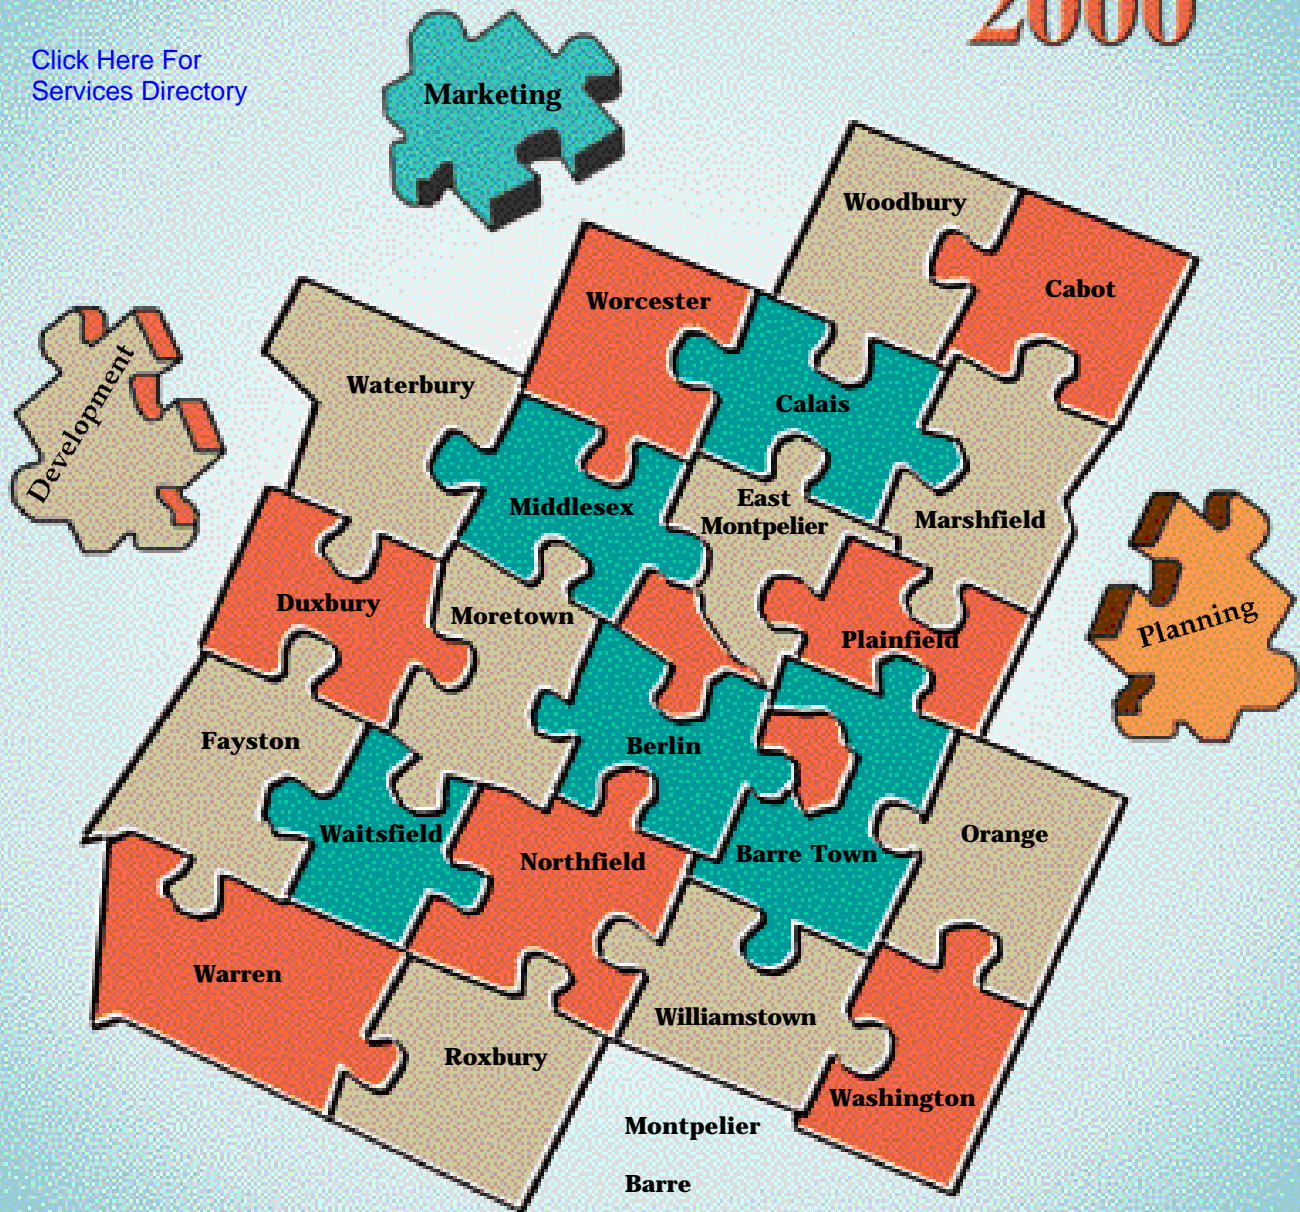 2000
Click Here For
Services Directory
Marketing
Woodbury
Cabot
Worcester
Waterbury
Calais
Development
Middlesex
East
Montpelier
Marshfield
Duxbury
Moretown
Plainfield
Planning
Fayston
Berlin
Waitsfield
Northfield
Barre Town
Orange
Warren
Williamstown
Roxbury
Washington
Montpelier
Barre